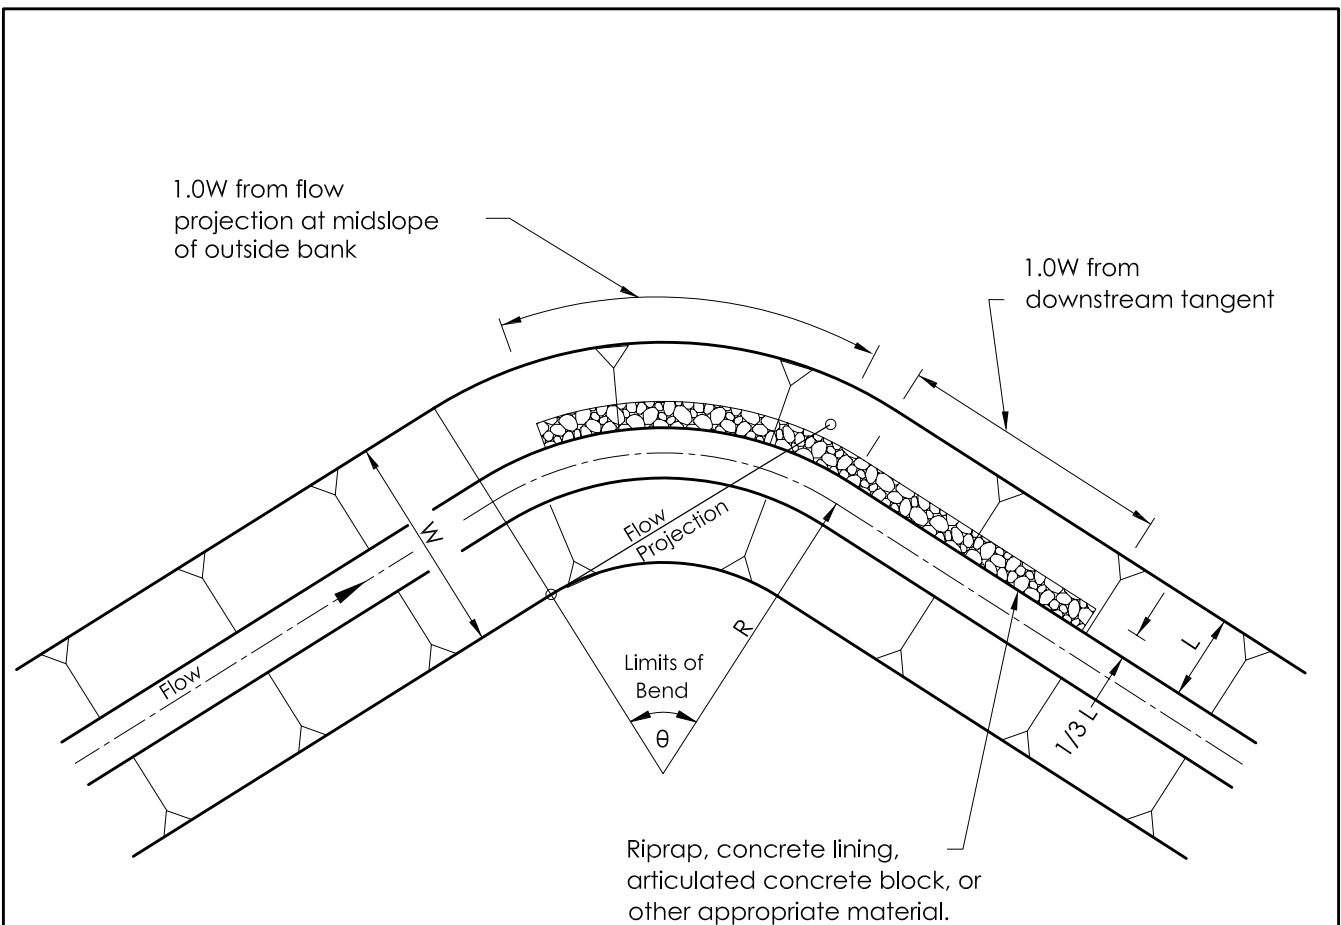 1.0W from flow
projection at midslope
of outside bank
1.0W from
downstream tangent
W
Flow
Projection
Flow
R
Limits of
Bend
θ
L
1/3 L
Riprap, concrete lining,
articulated concrete block, or
other appropriate material.